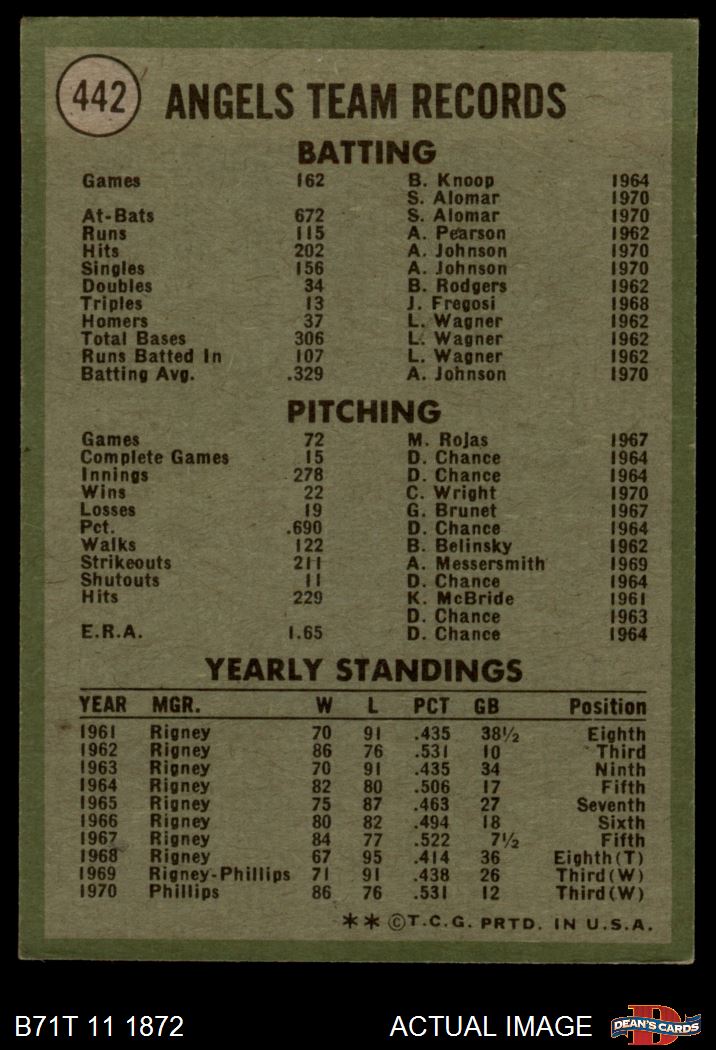 442 ANGELS TEAM RECORDS
BATTING
Games 162 B. Knoop 1964
S. Alomar 1970
At-Bats 672 S. Alomar 1970
Runs 115 A. Pearson 1962
Hits 202 A. Johnson 1970
Singles 156 A. Johnson 1970
Doubles 34 B. Rodgers 1962
Triples 13 J. Fregosi 1968
Homers 37 L. Wagner 1962
Total Bases 306 L. Wagner 1962
Runs Batted In 107 L. Wagner 1962
Batting Avg. .329 A. Johnson 1970
PITCHING
Games 72 M. Rojas 1967
Complete Games 15 D. Chance 1964
Innings 278 D. Chance 1964
Wins 22 C. Wright 1970
Losses 19 G. Brunet 1967
Pct. .690 D. Chance 1964
Walks 122 B. Belinsky 1962
Strikeouts 211 A. Messersmith 1969
Shutouts 11 D. Chance 1964
Hits 229 K. McBride 1961
D. Chance 1963
E.R.A. 1.65 D. Chance 1964
YEARLY STANDINGS
YEAR MGR. W L PCT GB Position
1961 Rigney 70 91 .435 38½ Eighth
1962 Rigney 86 76 .531 10 Third
1963 Rigney 70 91 .435 34 Ninth
1964 Rigney 82 80 .506 17 Fifth
1965 Rigney 75 87 .463 27 Seventh
1966 Rigney 80 82 .494 18 Sixth
1967 Rigney 84 77 .522 7½ Fifth
1968 Rigney 67 95 .414 36 Eighth(T)
1969 Rigney-Phillips 71 91 .438 26 Third(W)
1970 Phillips 86 76 .531 12 Third(W)
** ©T.C.G. PRTD. IN U.S.A.
B71T 11 1872 ACTUAL IMAGE D DEAN'S CARDS